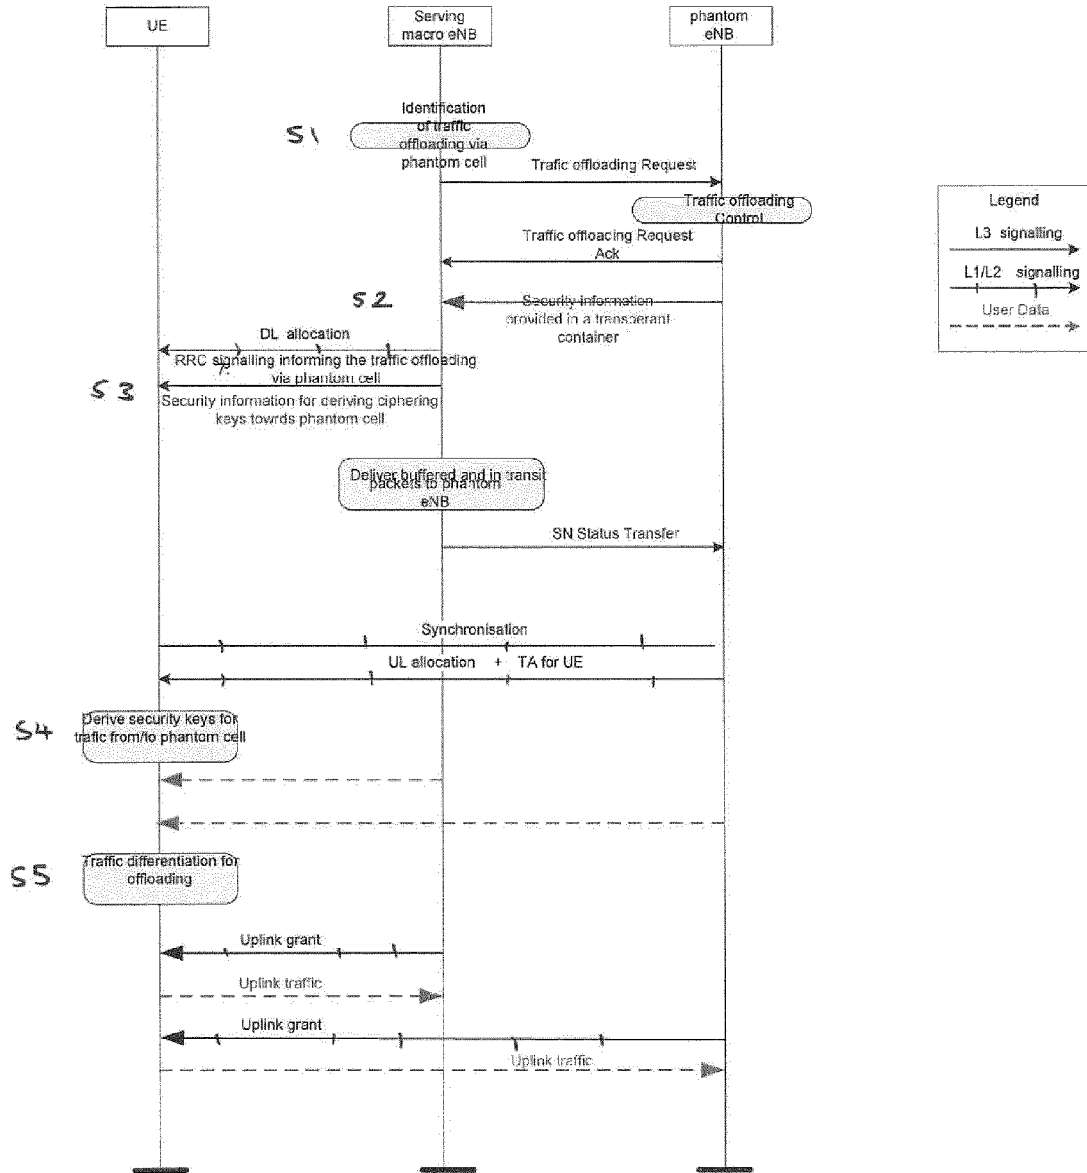 UE
Serving
macro eNB
phantom
eNB
S1
Identification
of traffic
offloading via
phantom cell
Trafic offloading Request
Traffic offloading
Control
Legend
L3 signalling
L1/L2 signalling
User Data
Traffic offloacing Request
Ack
S2
Security information
provided in a transperant
container
DL allocation
RRC signalling informing the traffic offloading
via phantom cell
S3
Security information for deriving ciphering
keys towrds phantom cell
Deliver buffered and in transit
packets to phantom
eNB
SN Status Transfer
Synchronisation
UL allocation + TA for UE
S4
Derive security keys for
trafic from/to phantom cell
S5
Traffic differentiation for
offloading
Uplink grant
Uplink traffic
Uplink grant
Uplink traffic